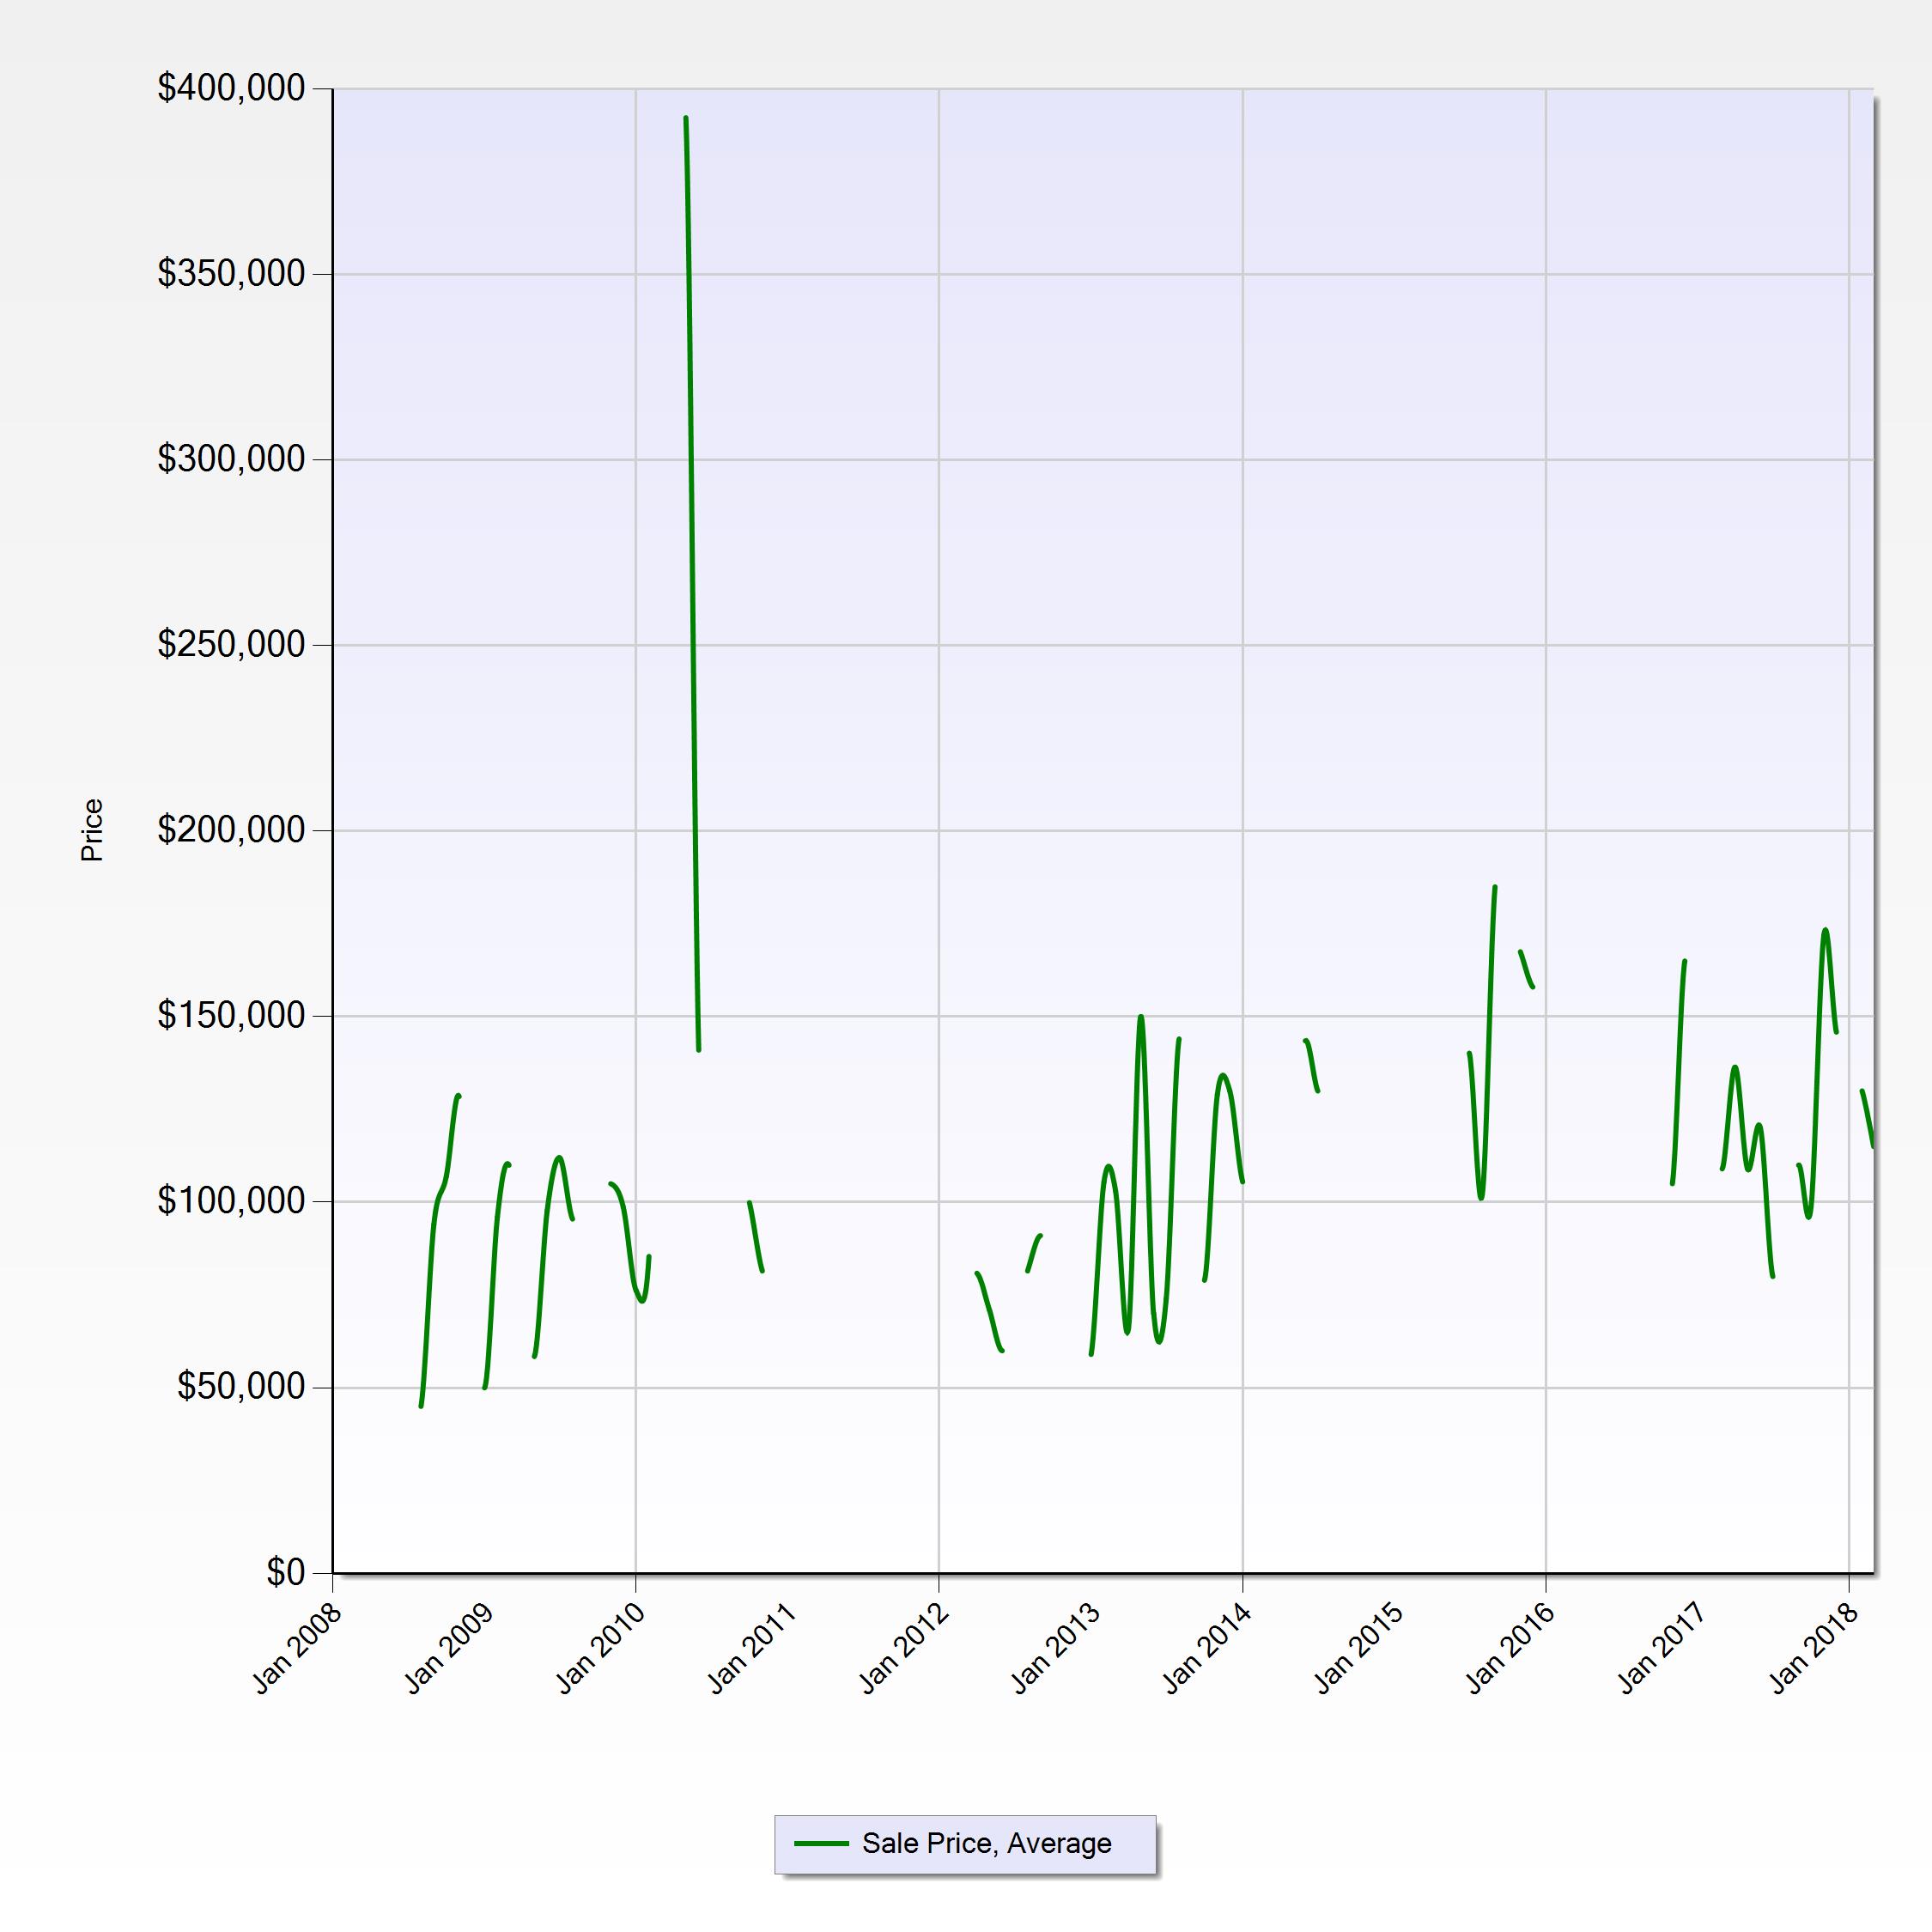 $400,000
$350,000
$300,000
$250,000
$200,000
$150,000
$100,000
$50,000
$0
Price
Jan 2008
Jan 2009
Jan 2010
Jan 2011
Jan 2012
Jan 2013
Jan 2014
Jan 2015
Jan 2016
Jan 2017
Jan 2018
Sale Price, Average